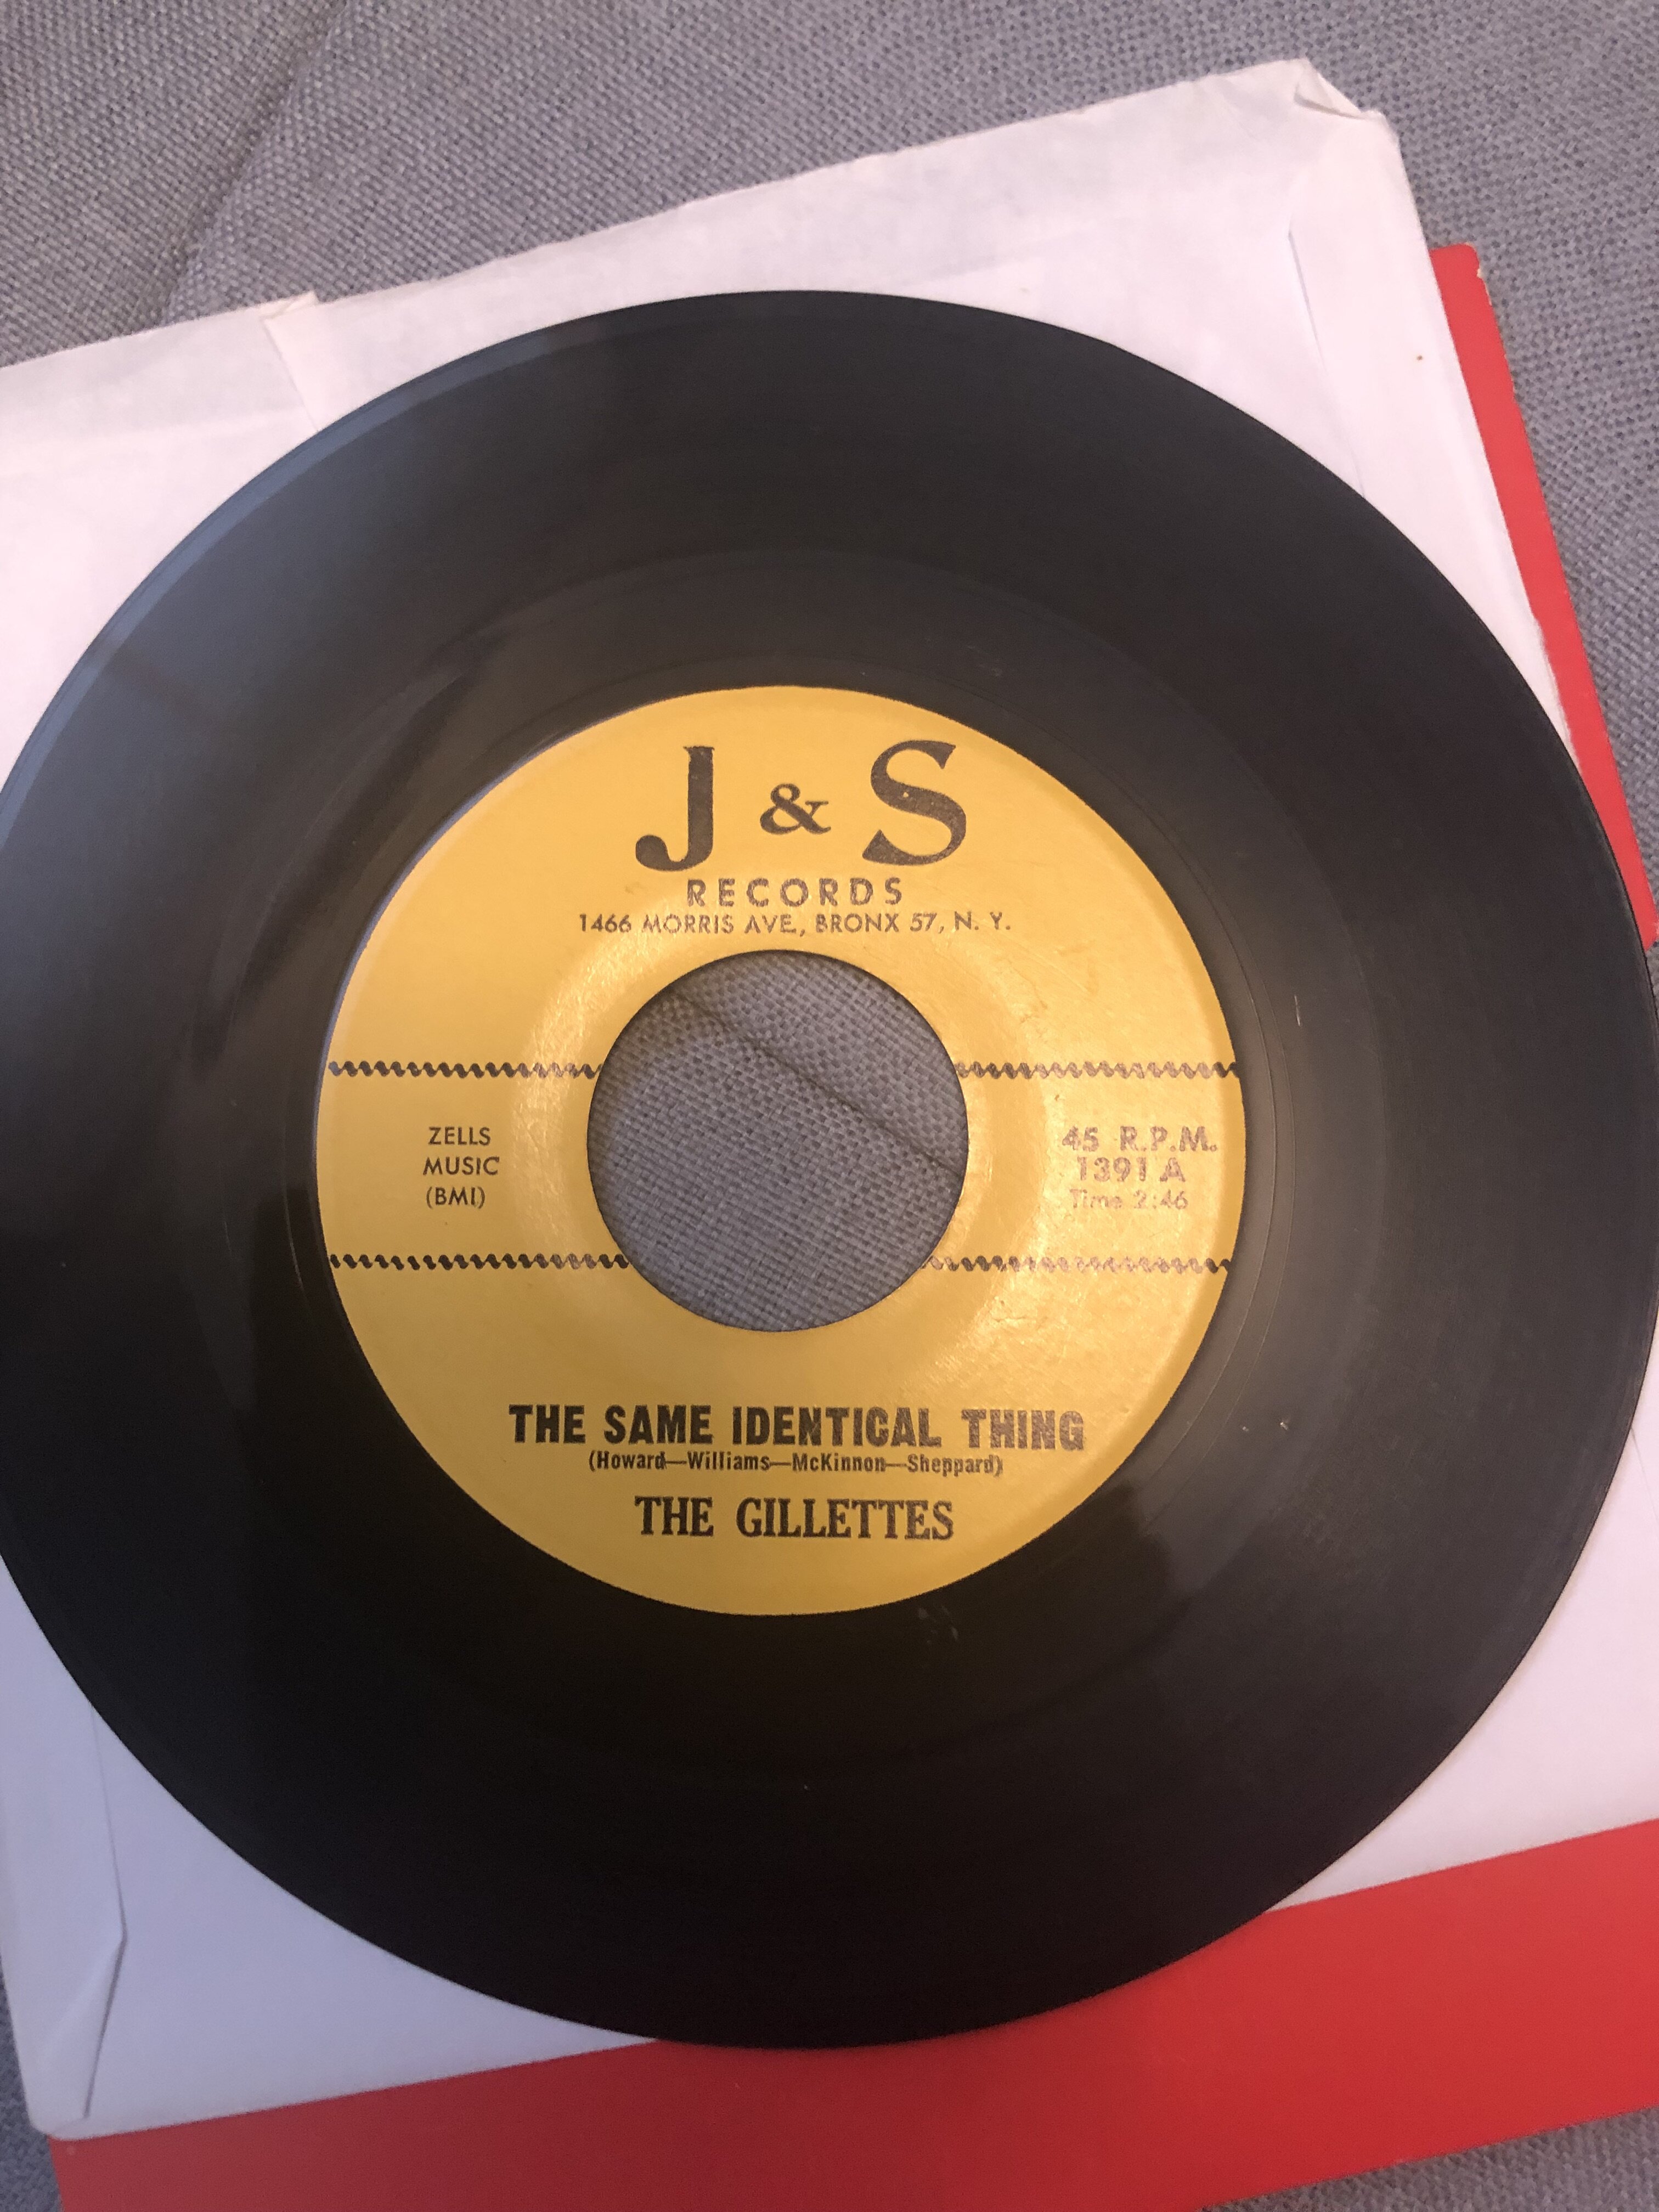 J & S
RECORDS
1466 MORRIS AVE., BRONX 57, N. Y.
ZELLS
MUSIC
(BMI)
45 R.P.M.
1391 A
Time 2:46
THE SAME IDENTICAL THING
(Howard—Williams—McKinnon—Sheppard)
THE GILLETTES